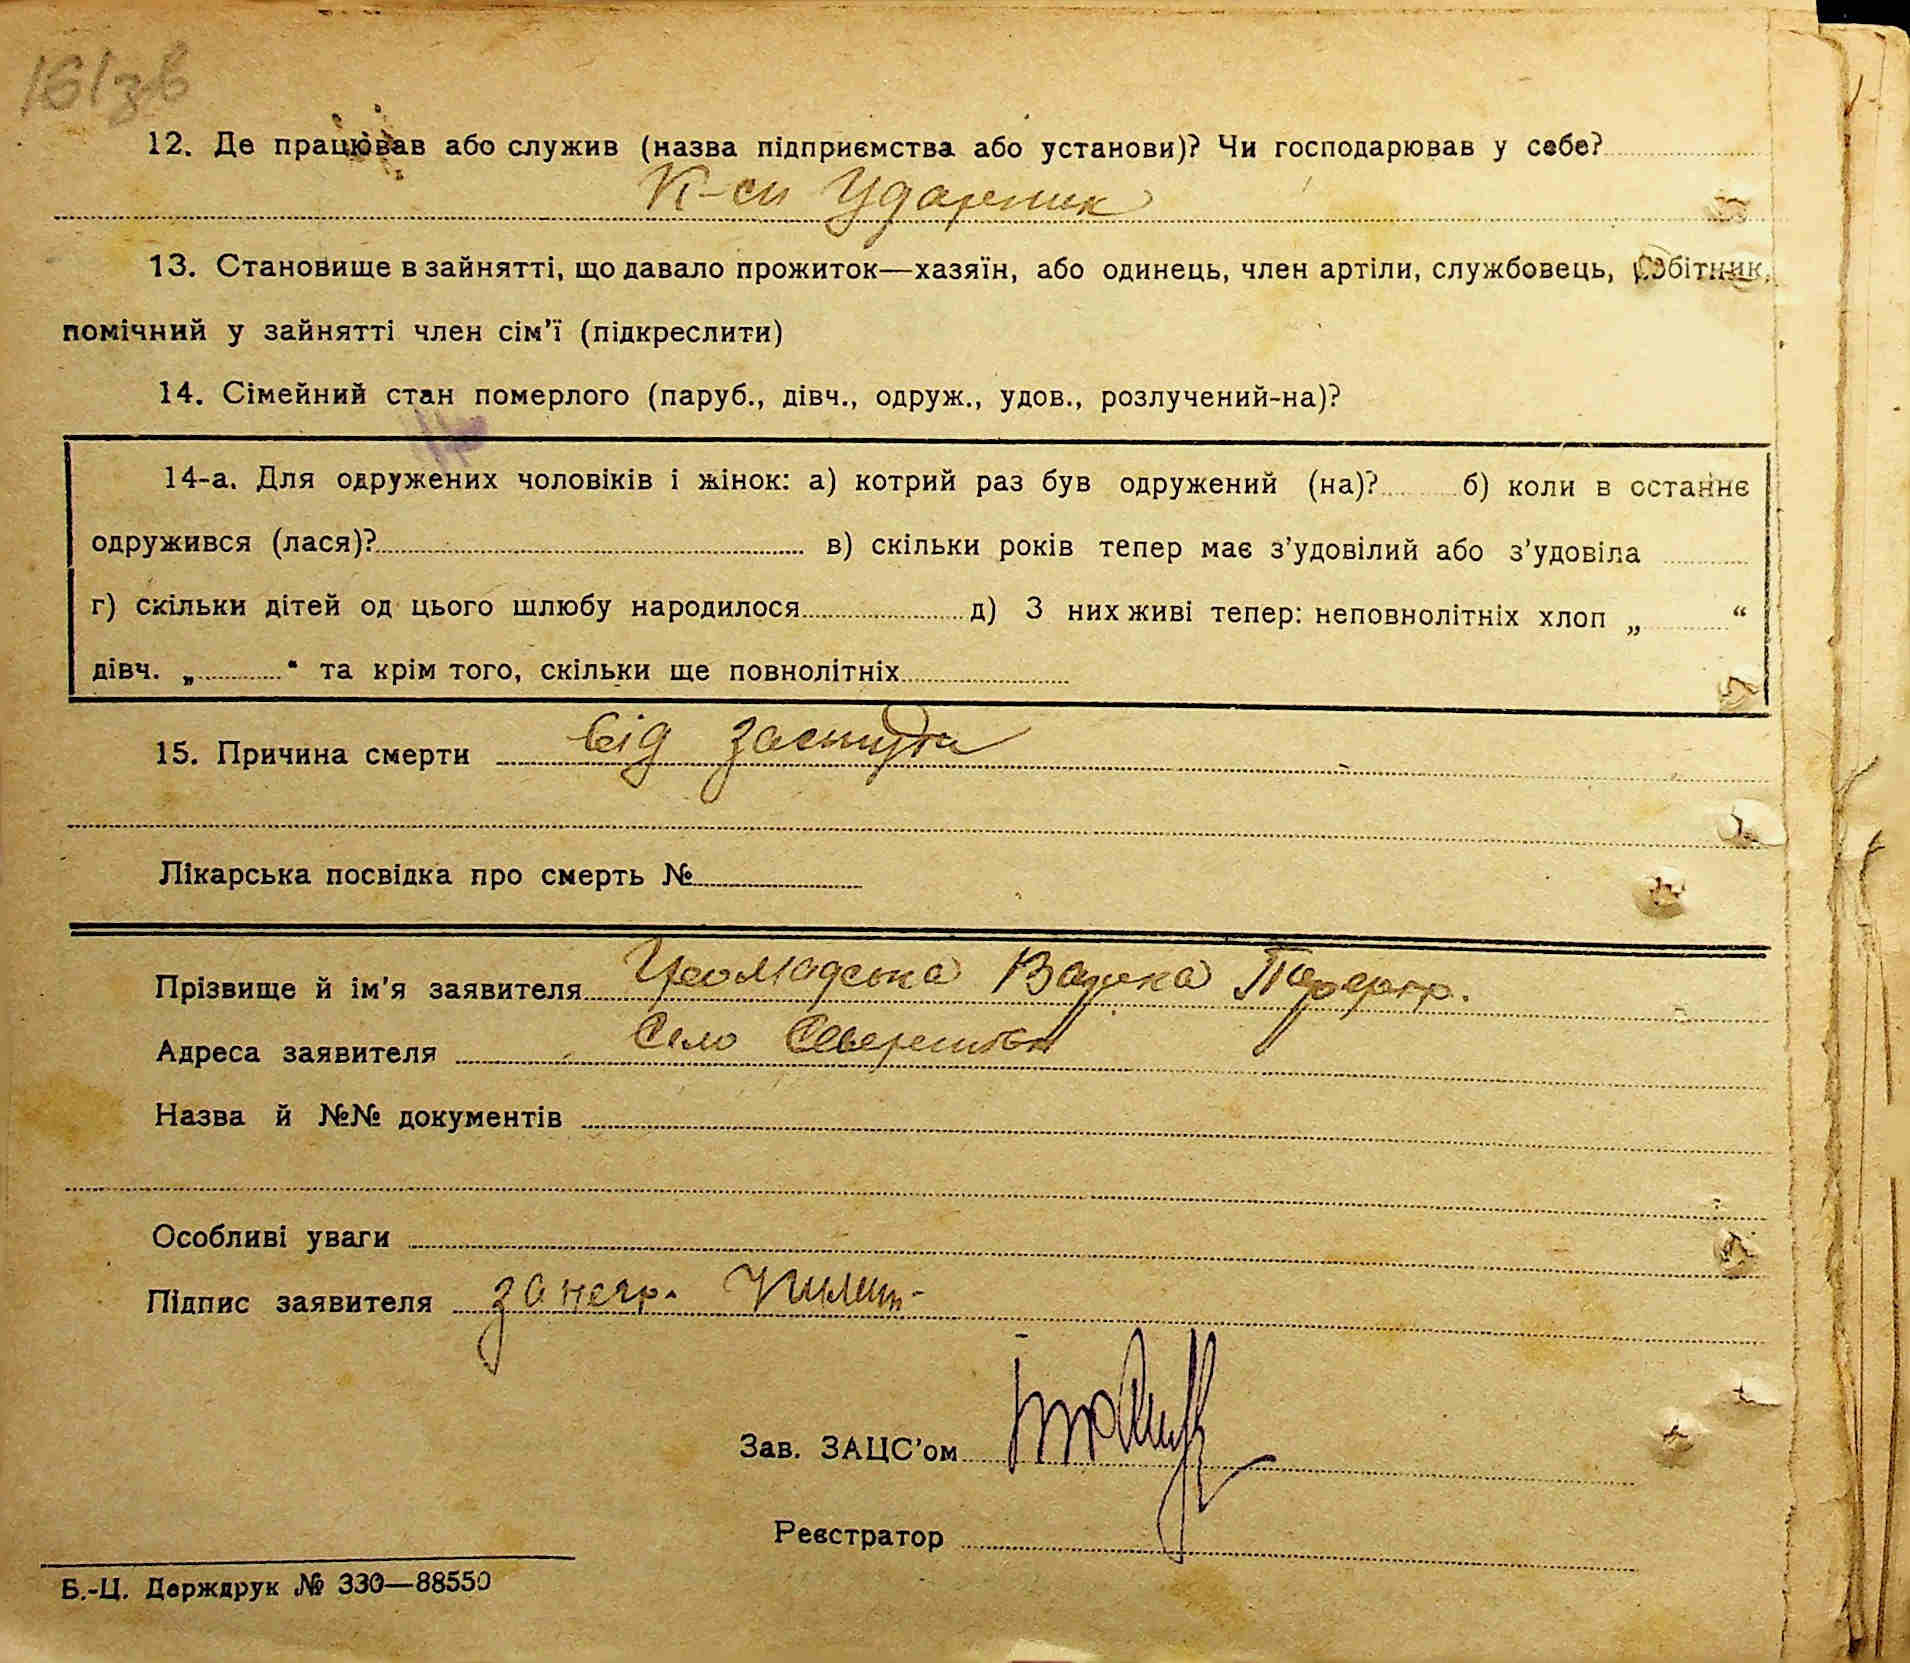 161зв
12. Де працював або служив (назва підприємства або установи)? Чи господарював у себе?
К-сп Ударник
13. Становище в зайнятті, що давало прожиток—хазяїн, або одинець, член артіли, службовець, робітник,
помічний у зайнятті член сім'ї (підкреслити)
14. Сімейний стан померлого (паруб., дівч., одруж., удов., розлучений-на)?
14-а. Для одружених чоловіків і жінок: а) котрий раз був одружений (на)? б) коли в останнє
одружився (лася)? в) скільки років тепер має з'удовілий або з'удовіла
г) скільки дітей од цього шлюбу народилося д) З них живі тепер: неповнолітніх хлоп „ “
дівч. „ “ та крім того, скільки ще повнолітніх
15. Причина смерти від застуди
Лікарська посвідка про смерть №
Прізвище й ім'я заявителя Громадська
Адреса заявителя Село
Назва й №№ документів
Особливі уваги
Підпис заявителя за негр.
Зав. ЗАЦС'ом
Реєстратор
Б.-Ц. Держдрук № 330—88550